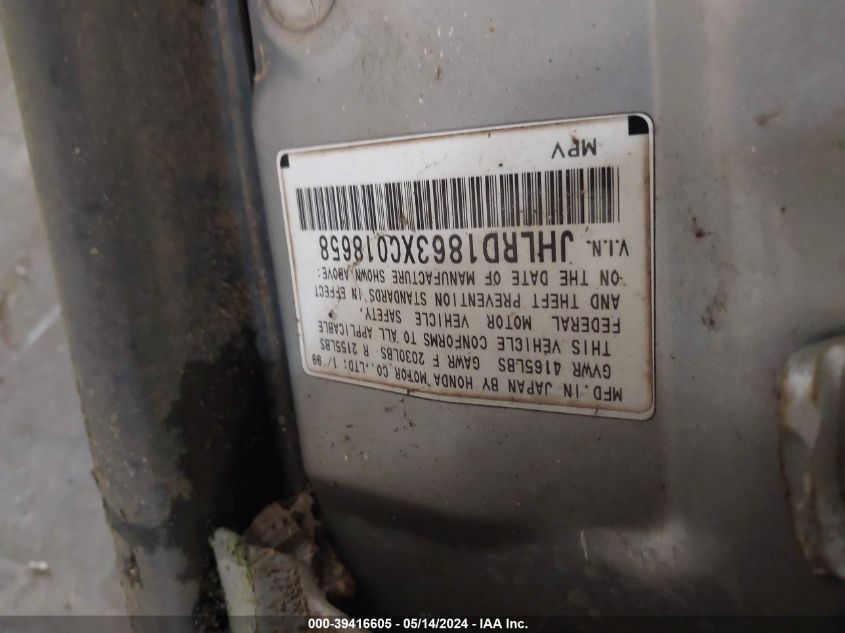 MFD.IN JAPAN BY HONDA MOTOR CO.,LTD: 1/99
GVWR 4165LBS GAWR F 2030LBS R 2155LBS
THIS VEHICLE CONFORMS TO ALL APPLICABLE
FEDERAL MOTOR VEHICLE SAFETY,
AND THEFT PREVENTION STANDARDS IN EFFECT
ON THE DATE OF MANUFACTURE SHOWN ABOVE:
V.I.N. JHLRD1863XC018658
MPV
000-39416605 - 05/14/2024 - IAA Inc.